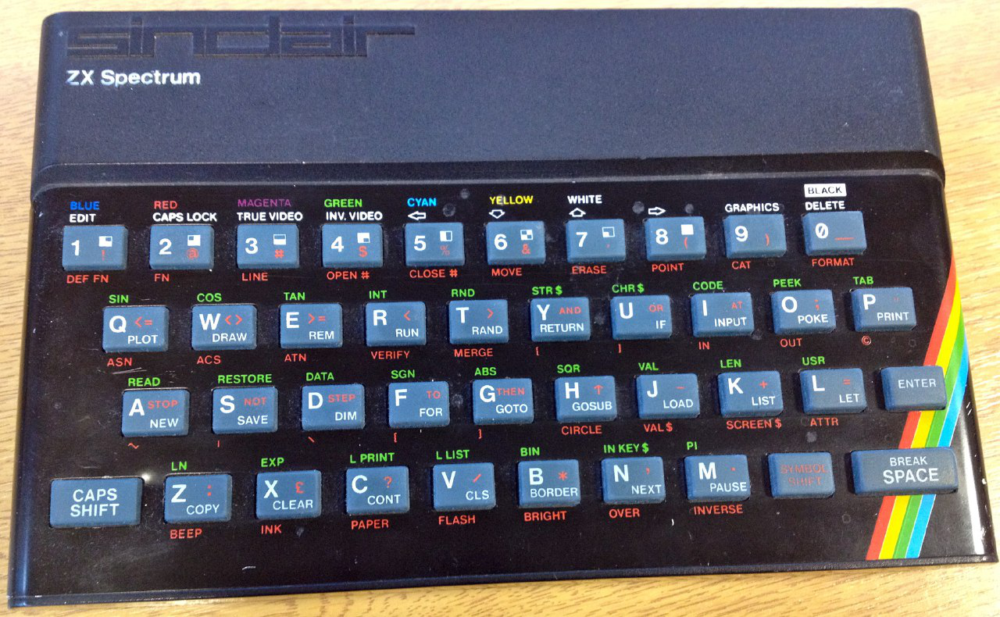 sinclair
ZX Spectrum
BLUE RED MAGENTA GREEN CYAN YELLOW WHITE BLACK
EDIT CAPS LOCK TRUE VIDEO INV. VIDEO ⇦ ⇩ ⇧ ⇨ GRAPHICS DELETE
1 ! 2 @ 3 # 4 $ 5 % 6 & 7 ' 8 ( 9 ) 0 _
DEF FN FN LINE OPEN # CLOSE # MOVE ERASE POINT CAT FORMAT
SIN COS TAN INT RND STR $ CHR $ CODE PEEK TAB
Q <= PLOT W <> DRAW E >= REM R < RUN T > RAND Y AND RETURN U OR IF I AT INPUT O ; POKE P " PRINT
ASN ACS ATN VERIFY MERGE [ ] IN OUT ©
READ RESTORE DATA SGN ABS SQR VAL LEN USR
A STOP NEW S NOT SAVE D STEP DIM F TO FOR G THEN GOTO H ↑ GOSUB J − LOAD K + LIST L = LET ENTER
~ | \ { } CIRCLE VAL $ SCREEN $ ATTR
LN EXP L PRINT L LIST BIN IN KEY $ PI
CAPS SHIFT Z : COPY X £ CLEAR C ? CONT V / CLS B * BORDER N , NEXT M . PAUSE SYMBOL SHIFT BREAK SPACE
BEEP INK PAPER FLASH BRIGHT OVER INVERSE